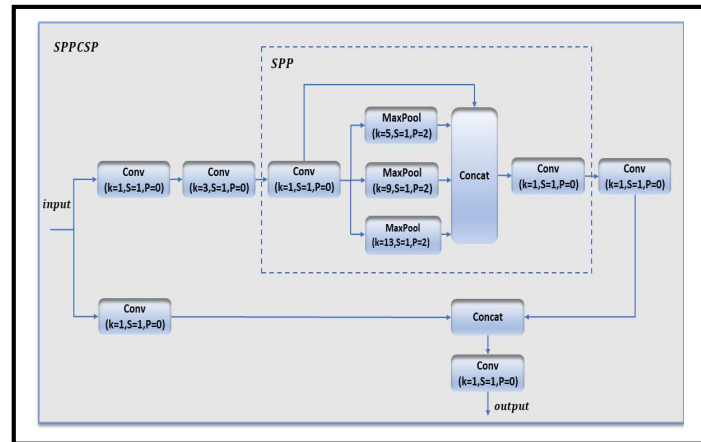 SPPCSP
SPP
MaxPool
(k=5,S=1,P=2)
Conv
(k=1,S=1,P=0)
Conv
(k=3,S=1,P=0)
Conv
(k=1,S=1,P=0)
MaxPool
(k=9,S=1,P=2)
Concat
Conv
(k=1,S=1,P=0)
Conv
(k=1,S=1,P=0)
input
MaxPool
(k=13,S=1,P=2)
Conv
(k=1,S=1,P=0)
Concat
Conv
(k=1,S=1,P=0)
output